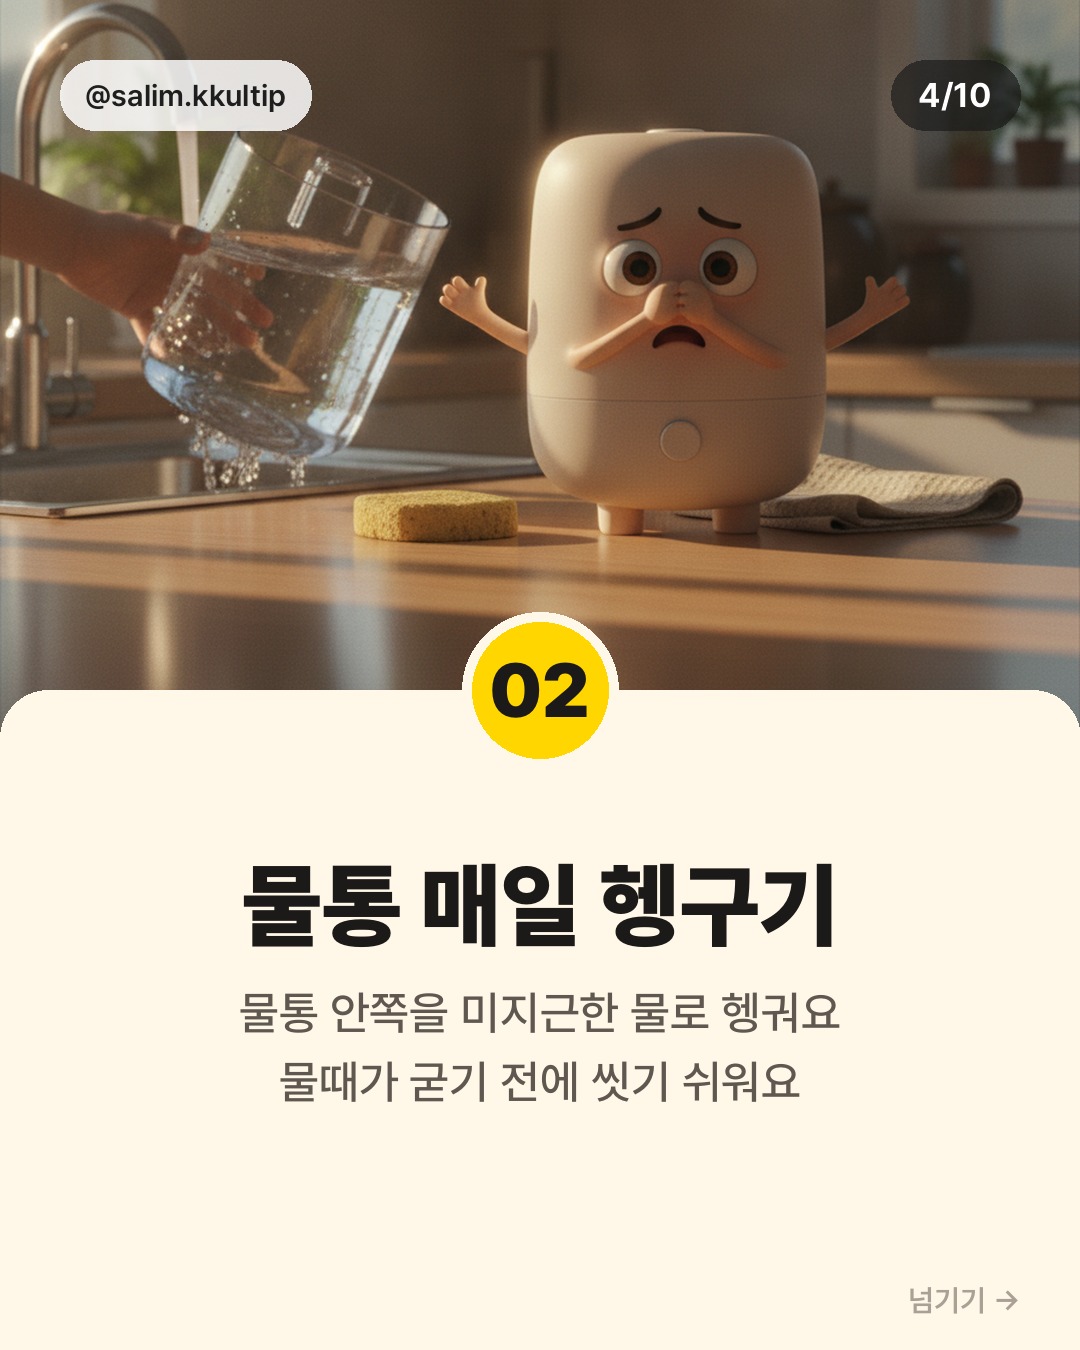 @salim.kkultip
4/10
02
물통 매일 헹구기
물통 안쪽을 미지근한 물로 헹궈요
물때가 굳기 전에 씻기 쉬워요
넘기기 →